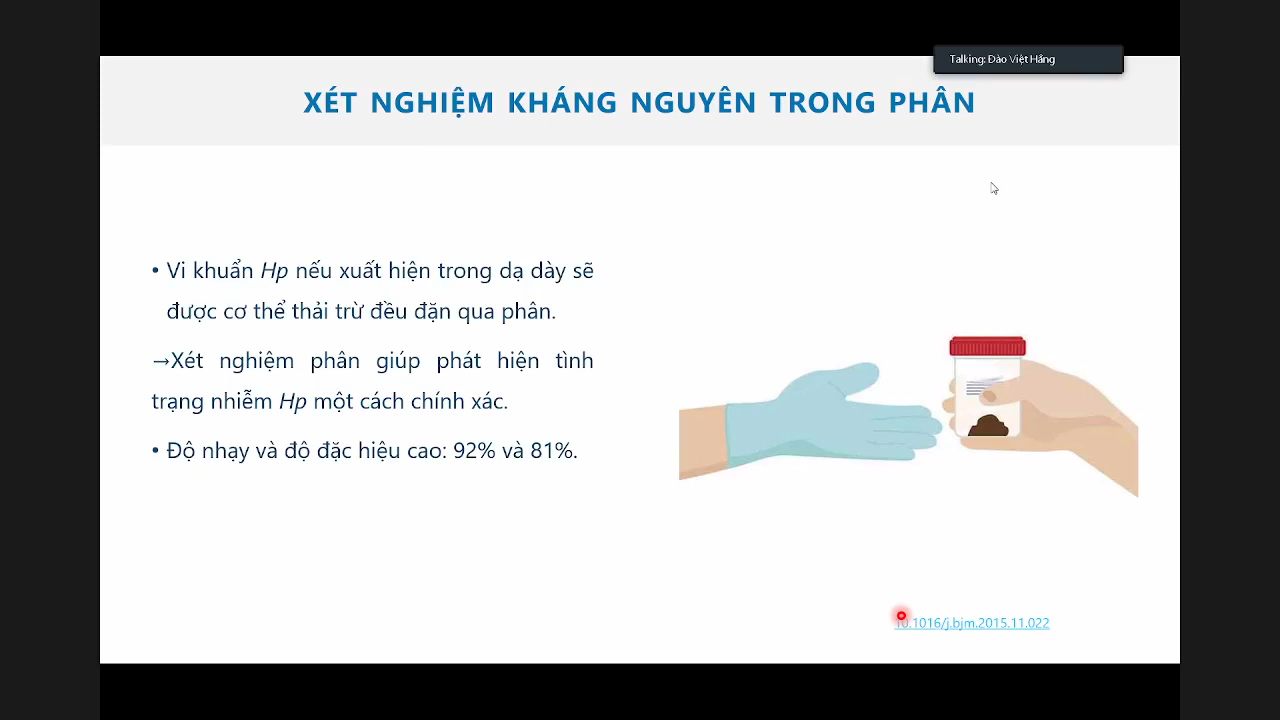 Talking: Đào Việt Hằng
XÉT NGHIỆM KHÁNG NGUYÊN TRONG PHÂN
• Vi khuẩn Hp nếu xuất hiện trong dạ dày sẽ
được cơ thể thải trừ đều đặn qua phân.
→Xét nghiệm phân giúp phát hiện tình
trạng nhiễm Hp một cách chính xác.
• Độ nhạy và độ đặc hiệu cao: 92% và 81%.
10.1016/j.bjm.2015.11.022